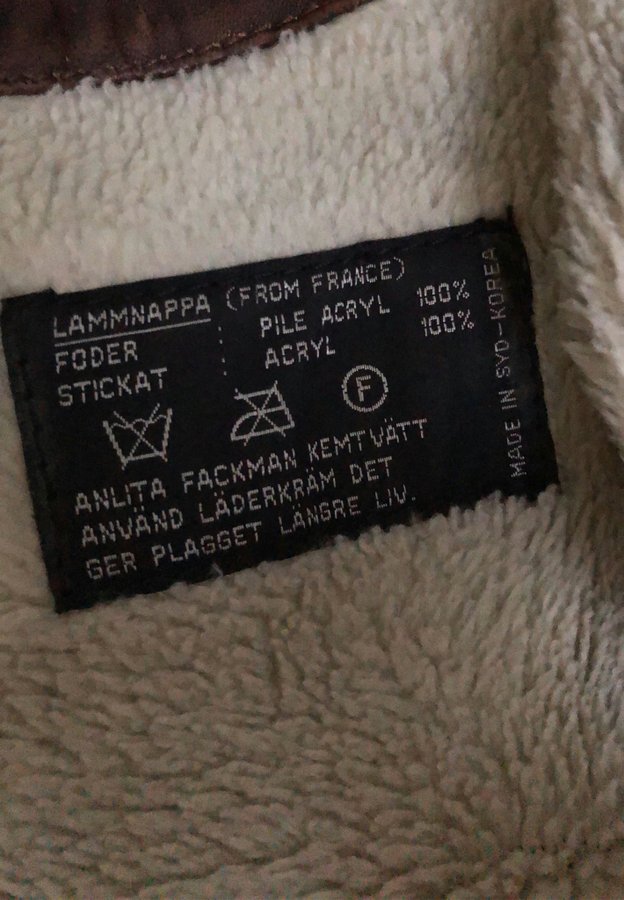 LAMMNAPPA (FROM FRANCE)
FODER : PILE ACRYL 100%
STICKAT : ACRYL 100%
F
ANLITA FACKMAN KEMTVÄTT
ANVÄND LÄDERKRÄM DET
GER PLAGGET LÄNGRE LIV.
MADE IN SYD-KOREA